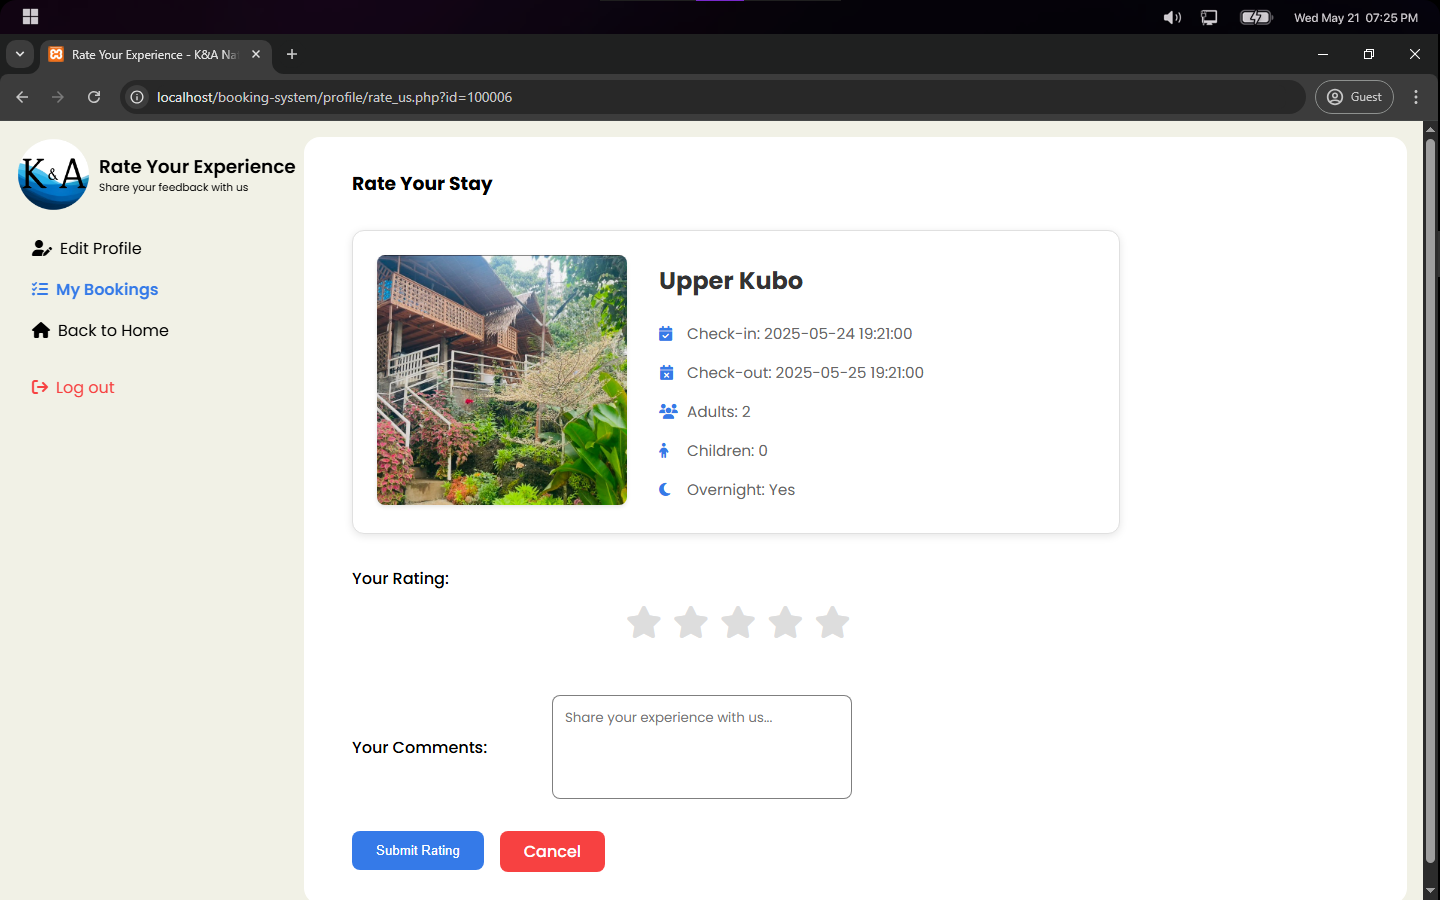 Wed May 21 07:25 PM
Rate Your Experience - K&A Na
localhost/booking-system/profile/rate_us.php?id=100006
Guest
K&A
Rate Your Experience
Share your feedback with us
Edit Profile
My Bookings
Back to Home
Log out
Rate Your Stay
Upper Kubo
Check-in: 2025-05-24 19:21:00
Check-out: 2025-05-25 19:21:00
Adults: 2
Children: 0
Overnight: Yes
Your Rating:
Your Comments:
Share your experience with us...
Submit Rating
Cancel